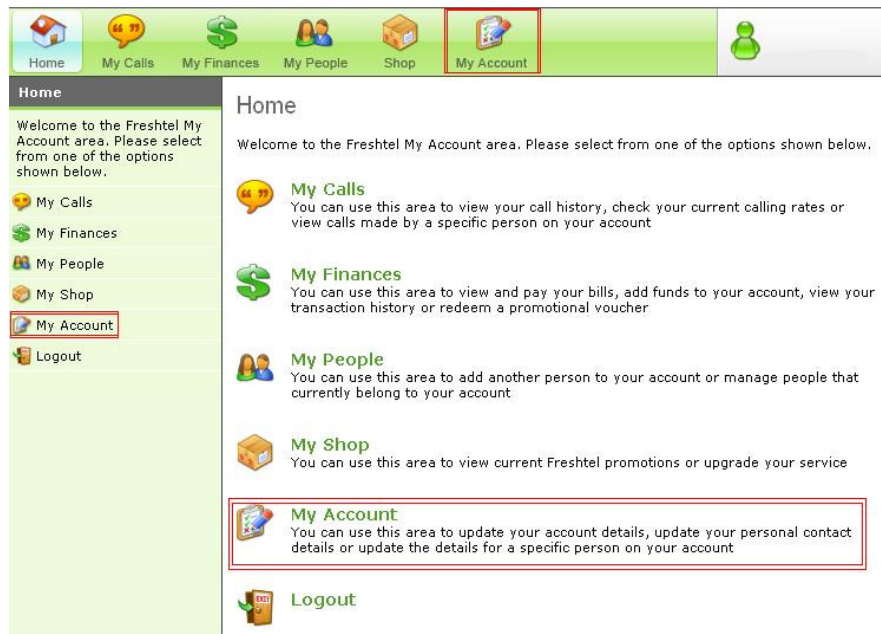 Home
My Calls
My Finances
My People
Shop
My Account
Home
Welcome to the Freshtel My
Account area. Please select
from one of the options
shown below.
My Calls
My Finances
My People
My Shop
My Account
Logout
Home
Welcome to the Freshtel My Account area. Please select from one of the options shown below.
My Calls
You can use this area to view your call history, check your current calling rates or
view calls made by a specific person on your account
My Finances
You can use this area to view and pay your bills, add funds to your account, view your
transaction history or redeem a promotional voucher
My People
You can use this area to add another person to your account or manage people that
currently belong to your account
My Shop
You can use this area to view current Freshtel promotions or upgrade your service
My Account
You can use this area to update your account details, update your personal contact
details or update the details for a specific person on your account
EXIT
Logout